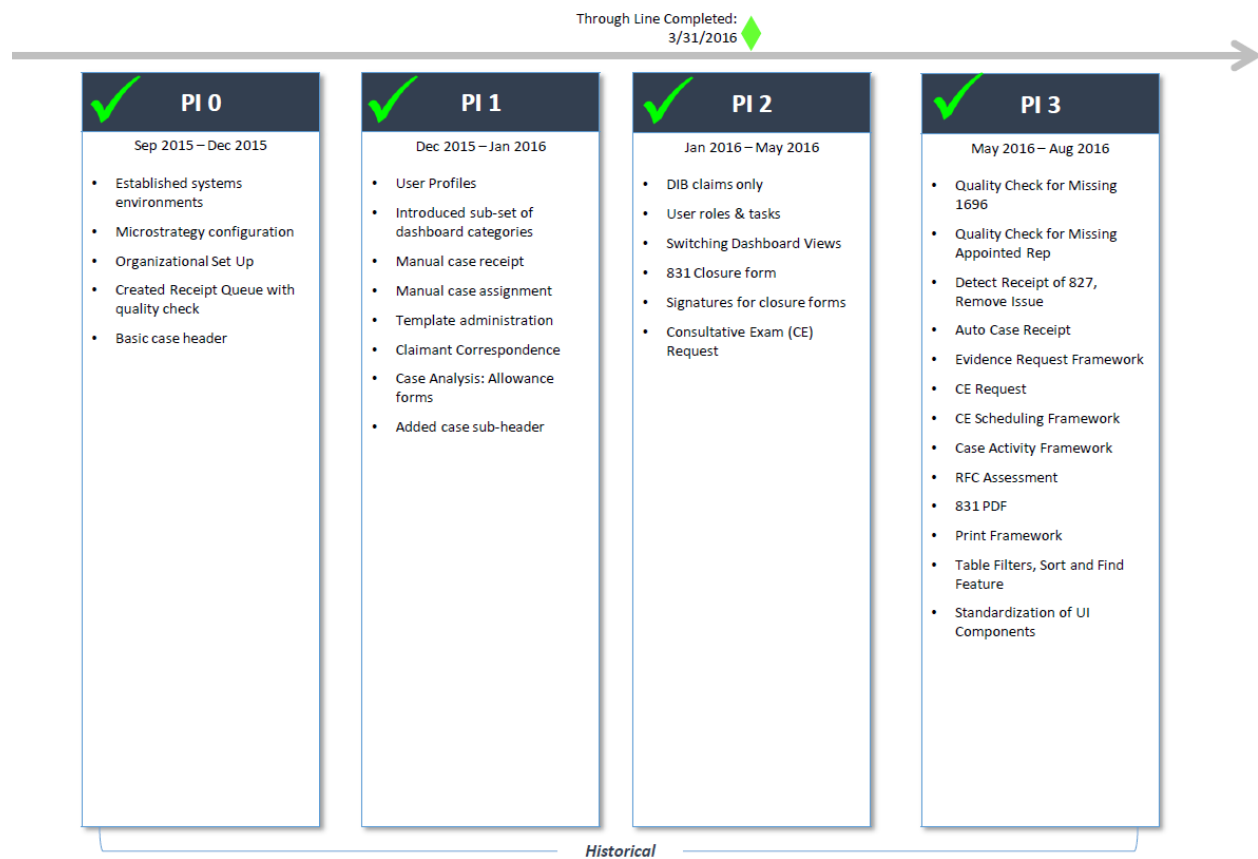 Through Line Completed:
3/31/2016
PI 0
Sep 2015 – Dec 2015
• Established systems
environments
• Microstrategy configuration
• Organizational Set Up
• Created Receipt Queue with
quality check
• Basic case header
PI 1
Dec 2015 – Jan 2016
• User Profiles
• Introduced sub-set of
dashboard categories
• Manual case receipt
• Manual case assignment
• Template administration
• Claimant Correspondence
• Case Analysis: Allowance
forms
• Added case sub-header
PI 2
Jan 2016 – May 2016
• DIB claims only
• User roles & tasks
• Switching Dashboard Views
• 831 Closure form
• Signatures for closure forms
• Consultative Exam (CE)
Request
PI 3
May 2016 – Aug 2016
• Quality Check for Missing
1696
• Quality Check for Missing
Appointed Rep
• Detect Receipt of 827,
Remove Issue
• Auto Case Receipt
• Evidence Request Framework
• CE Request
• CE Scheduling Framework
• Case Activity Framework
• RFC Assessment
• 831 PDF
• Print Framework
• Table Filters, Sort and Find
Feature
• Standardization of UI
Components
Historical